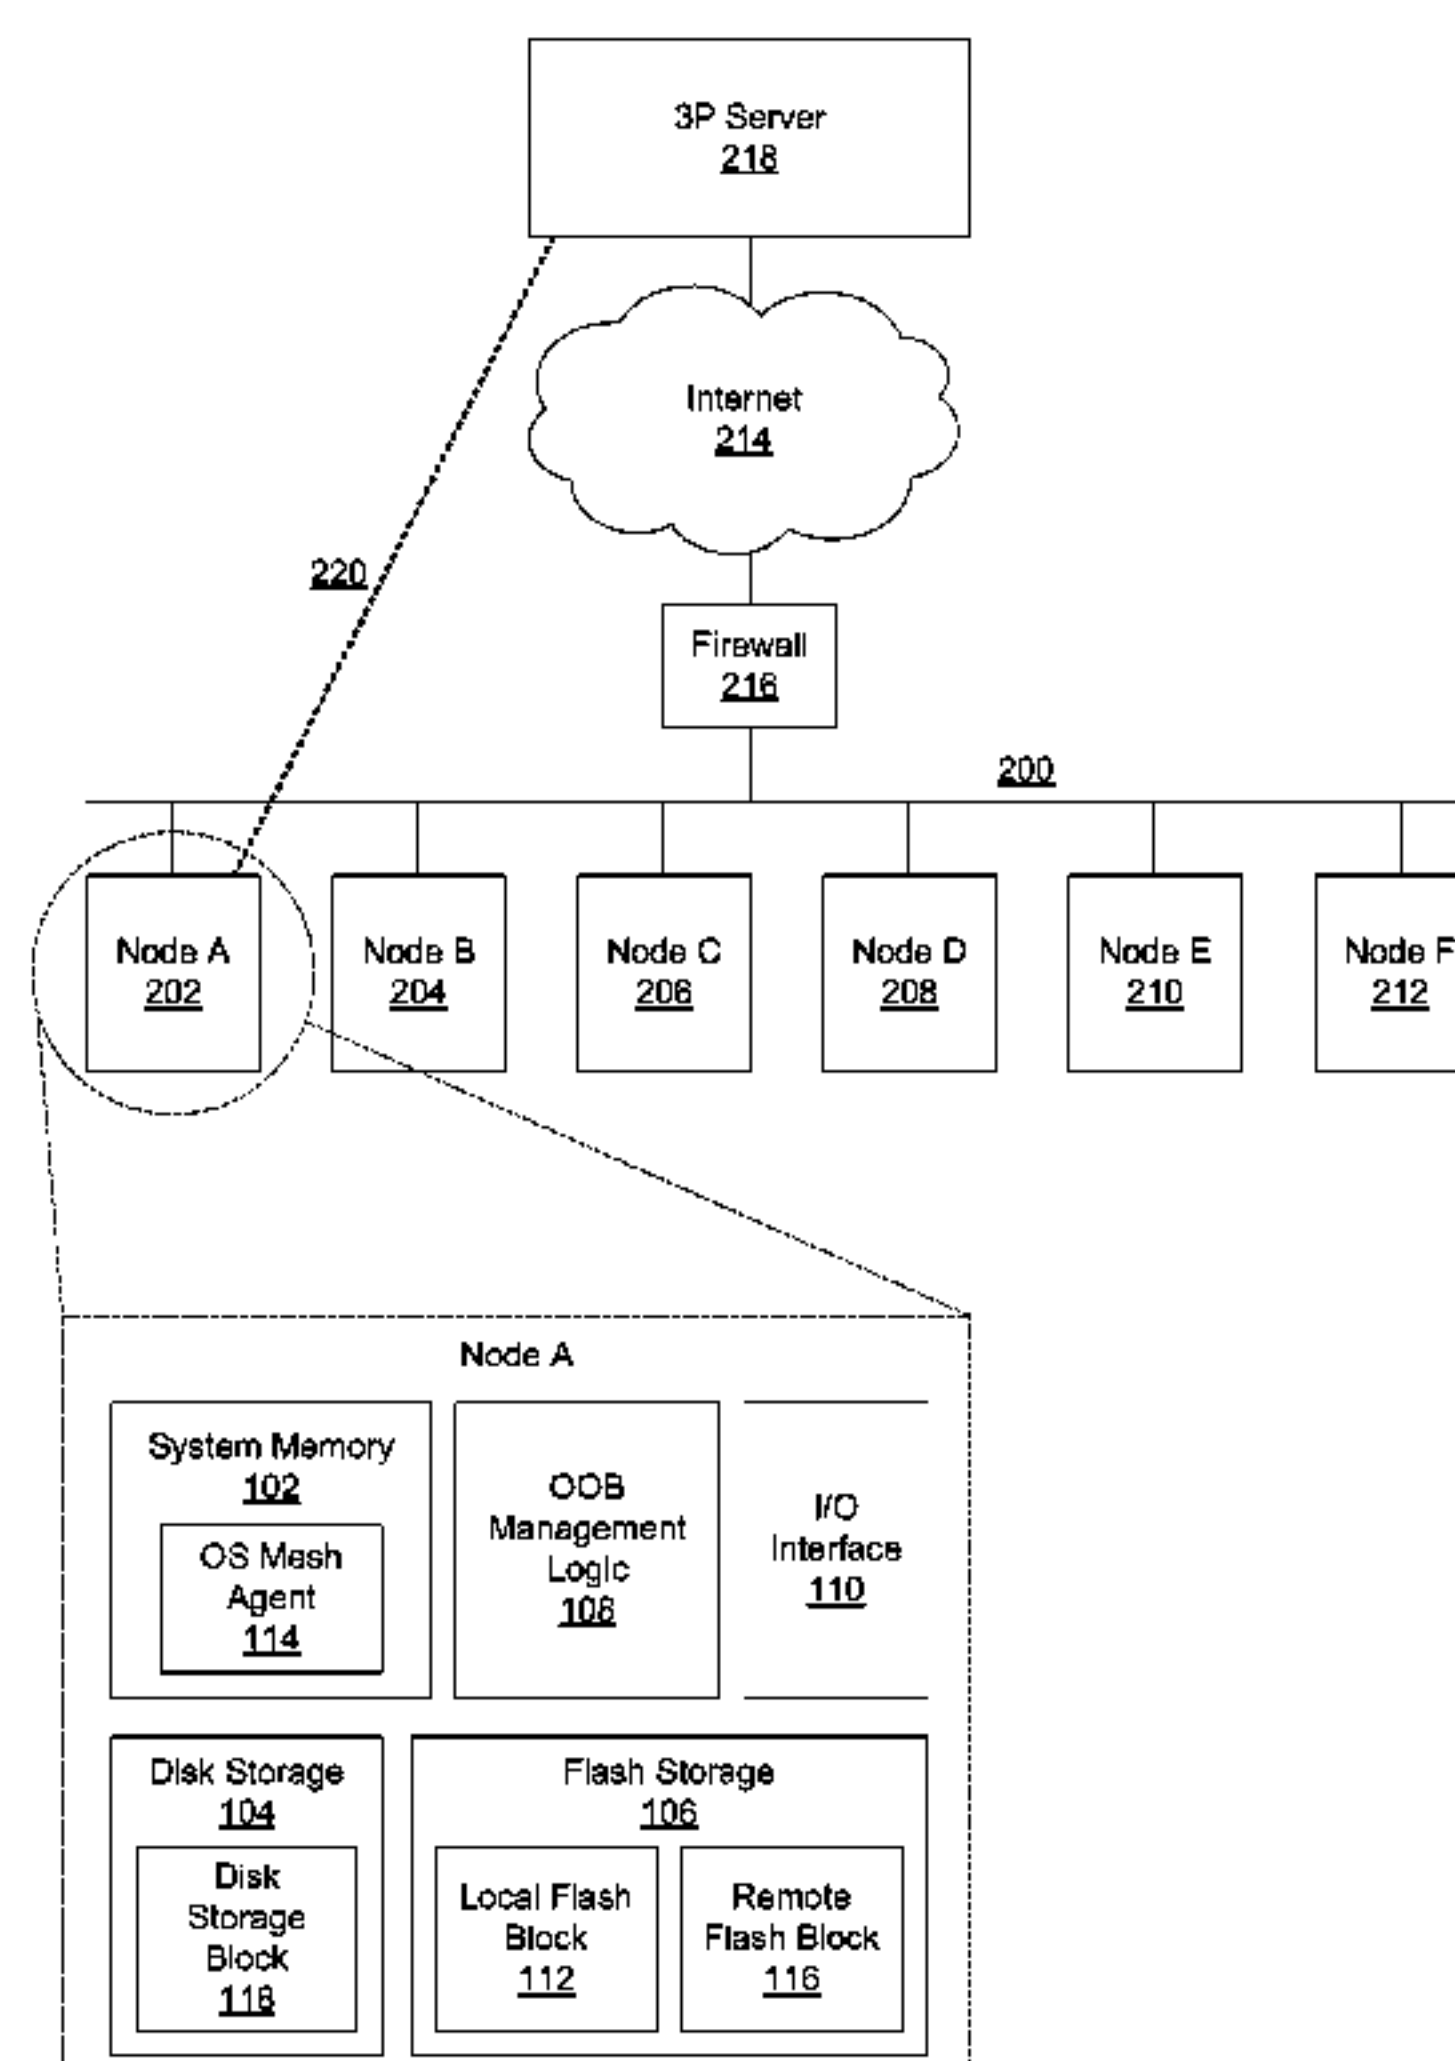 3P Server
218
Internet
214
220
Firewall
216
200
Node A
202
Node B
204
Node C
206
Node D
208
Node E
210
Node F
212
Node A
System Memory
102
OS Mesh
Agent
114
OOB
Management
Logic
108
I/O
Interface
110
Disk Storage
104
Disk
Storage
Block
118
Flash Storage
106
Local Flash
Block
112
Remote
Flash Block
116